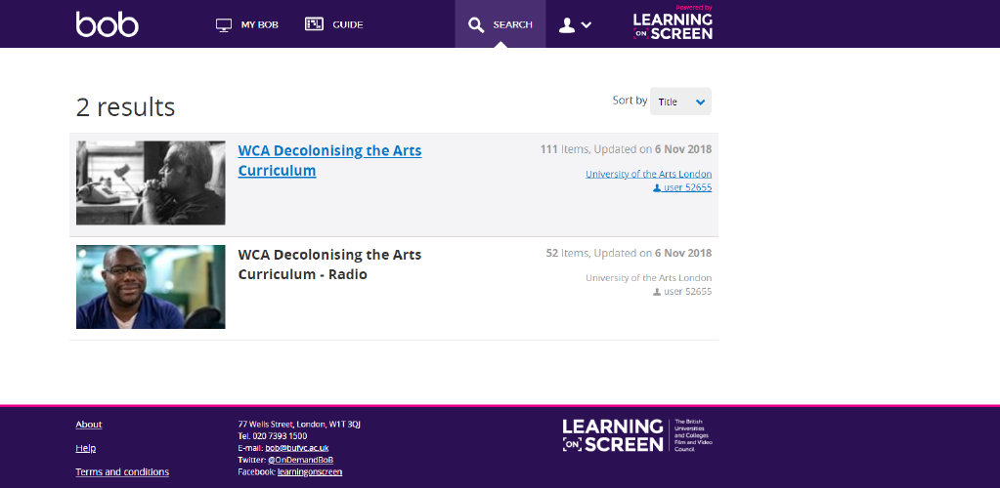 bob
MY BOB
GUIDE
SEARCH
Powered by
LEARNING
ON SCREEN
2 results
Sort by Title
WCA Decolonising the Arts
Curriculum
111 Items, Updated on 6 Nov 2018
University of the Arts London
user 52655
WCA Decolonising the Arts
Curriculum - Radio
52 Items, Updated on 6 Nov 2018
University of the Arts London
user 52655
About
Help
Terms and conditions
77 Wells Street, London, W1T 3QJ
Tel. 020 7393 1500
E-mail: bob@bufvc.ac.uk
Twitter: @OnDemandBoB
Facebook: learningonscreen
LEARNING
ON SCREEN
The British
Universities
and Colleges
Film and Video
Council